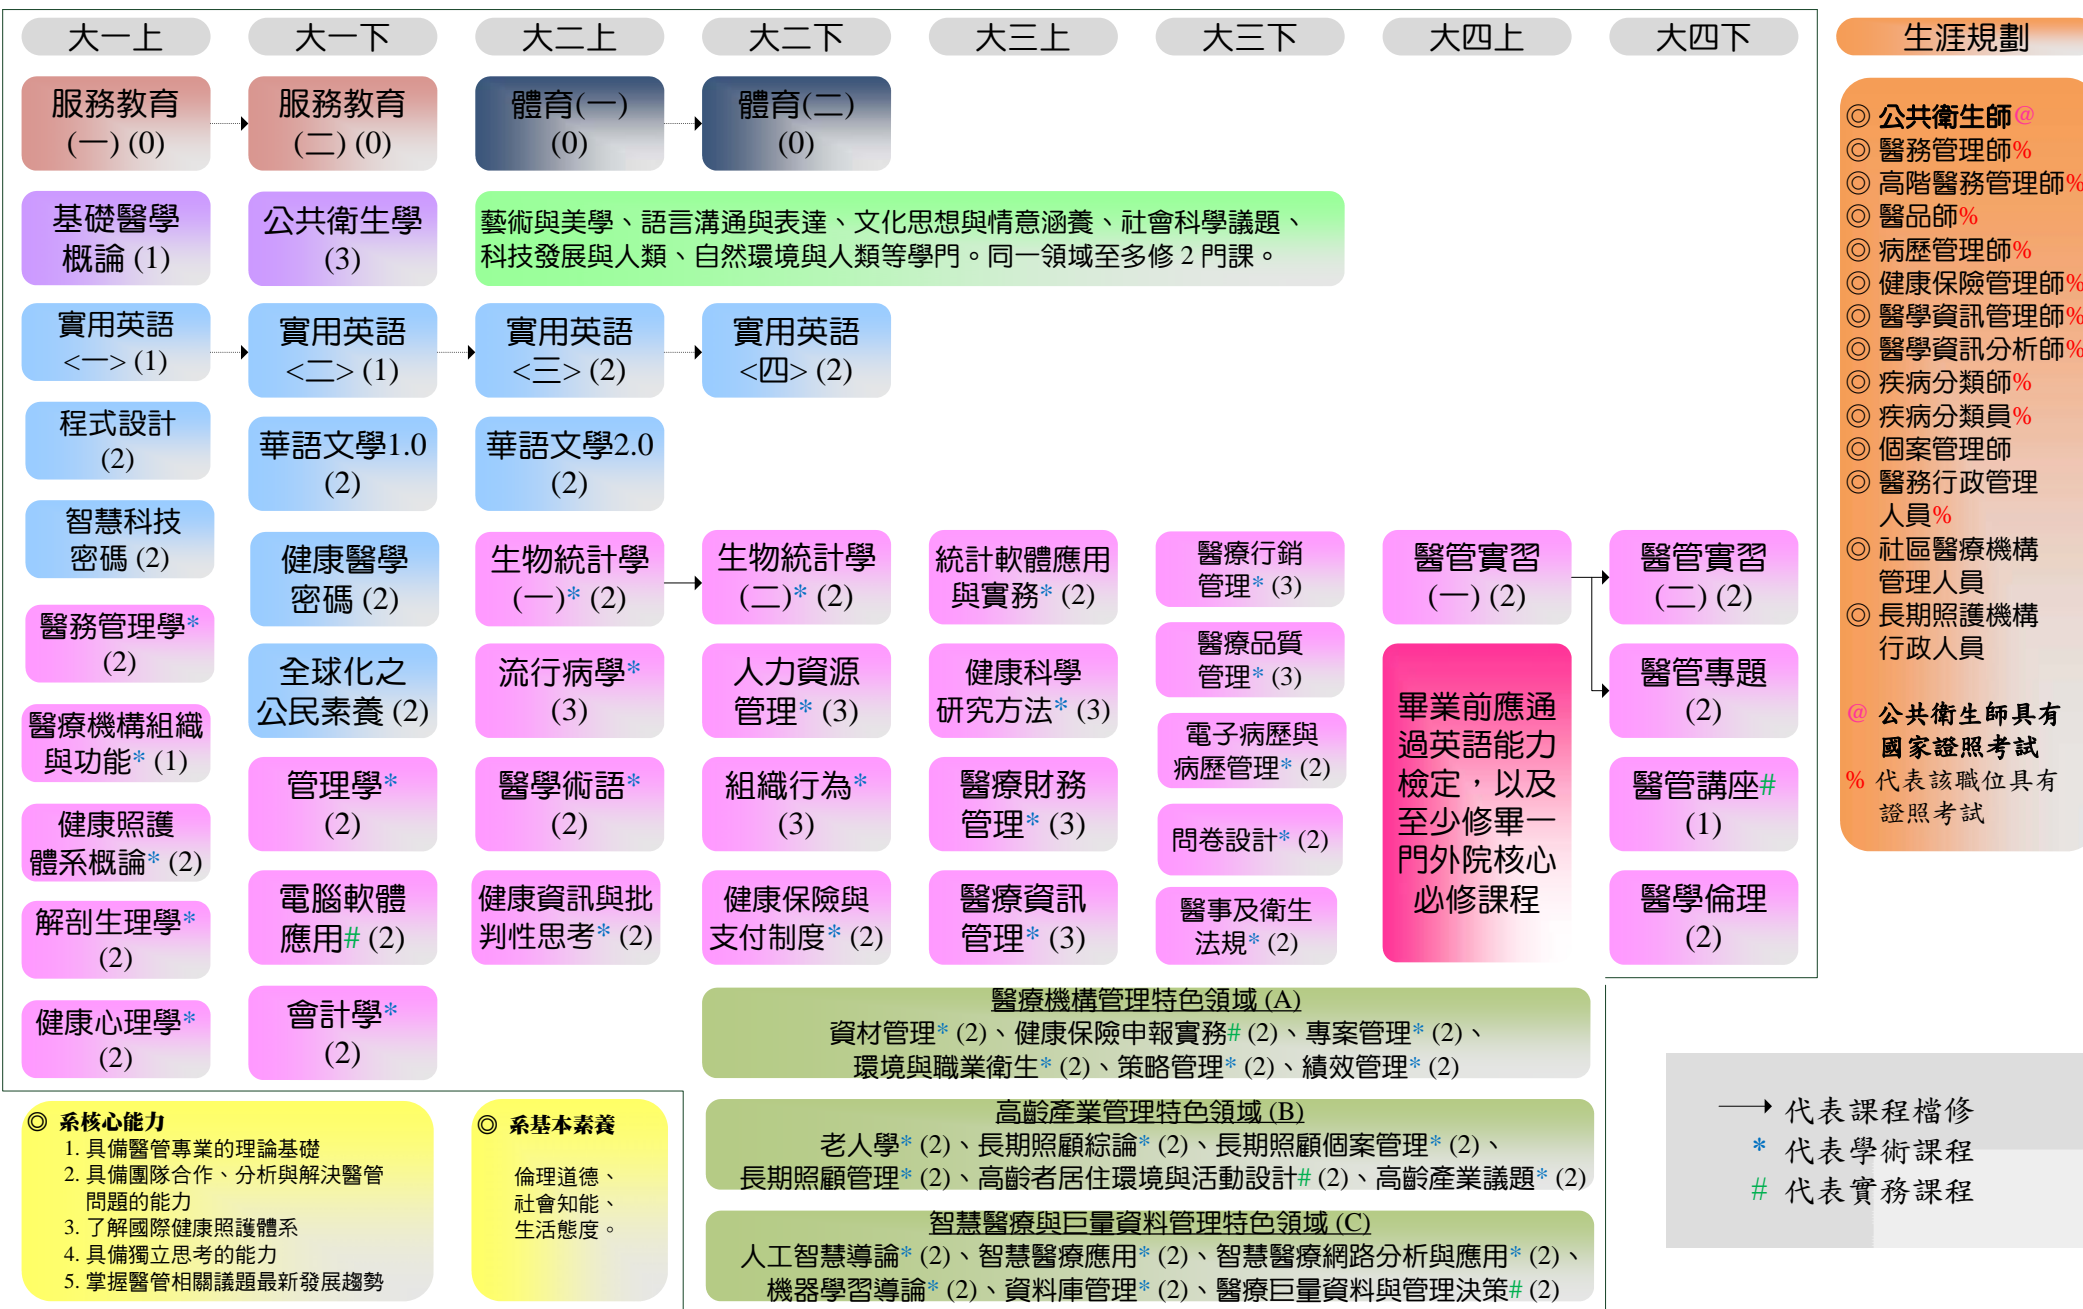 大一上
大一下
大二上
大二下
大三上
大三下
大四上
大四下
生涯規劃
服務教育
(一) (0)
服務教育
(二) (0)
體育(一)
(0)
體育(二)
(0)
基礎醫學
概論 (1)
公共衛生學
(3)
藝術與美學、語言溝通與表達、文化思想與情意涵養、社會科學議題、
科技發展與人類、自然環境與人類等學門。同一領域至多修 2 門課。
實用英語
<一> (1)
實用英語
<二> (1)
實用英語
<三> (2)
實用英語
<四> (2)
程式設計
(2)
華語文學1.0
(2)
華語文學2.0
(2)
智慧科技
密碼 (2)
健康醫學
密碼 (2)
生物統計學
(一)* (2)
生物統計學
(二)* (2)
統計軟體應用
與實務* (2)
醫療行銷
管理* (3)
醫管實習
(一) (2)
醫管實習
(二) (2)
醫務管理學*
(2)
全球化之
公民素養 (2)
流行病學*
(3)
人力資源
管理* (3)
健康科學
研究方法* (3)
醫療品質
管理* (3)
畢業前應通
過英語能力
檢定，以及
至少修畢一
門外院核心
必修課程
醫管專題
(2)
醫療機構組織
與功能* (1)
管理學*
(2)
醫學術語*
(2)
組織行為*
(3)
醫療財務
管理* (3)
電子病歷與
病歷管理* (2)
醫管講座#
(1)
健康照護
體系概論* (2)
問卷設計* (2)
解剖生理學*
(2)
電腦軟體
應用# (2)
健康資訊與批
判性思考* (2)
健康保險與
支付制度* (2)
醫療資訊
管理* (3)
醫事及衛生
法規* (2)
醫學倫理
(2)
健康心理學*
(2)
會計學*
(2)
醫療機構管理特色領域 (A)
資材管理* (2)、健康保險申報實務# (2)、專案管理* (2)、
環境與職業衛生* (2)、策略管理* (2)、績效管理* (2)
高齡產業管理特色領域 (B)
老人學* (2)、長期照顧綜論* (2)、長期照顧個案管理* (2)、
長期照顧管理* (2)、高齡者居住環境與活動設計# (2)、高齡產業議題* (2)
智慧醫療與巨量資料管理特色領域 (C)
人工智慧導論* (2)、智慧醫療應用* (2)、智慧醫療網路分析與應用* (2)、
機器學習導論* (2)、資料庫管理* (2)、醫療巨量資料與管理決策# (2)
◎ 系核心能力
1. 具備醫管專業的理論基礎
2. 具備團隊合作、分析與解決醫管
問題的能力
3. 了解國際健康照護體系
4. 具備獨立思考的能力
5. 掌握醫管相關議題最新發展趨勢
◎ 系基本素養
倫理道德、
社會知能、
生活態度。
◎ 公共衛生師@
◎ 醫務管理師%
◎ 高階醫務管理師%
◎ 醫品師%
◎ 病歷管理師%
◎ 健康保險管理師%
◎ 醫學資訊管理師%
◎ 醫學資訊分析師%
◎ 疾病分類師%
◎ 疾病分類員%
◎ 個案管理師
◎ 醫務行政管理
人員%
◎ 社區醫療機構
管理人員
◎ 長期照護機構
行政人員
@ 公共衛生師具有
國家證照考試
% 代表該職位具有
證照考試
代表課程檔修
* 代表學術課程
# 代表實務課程